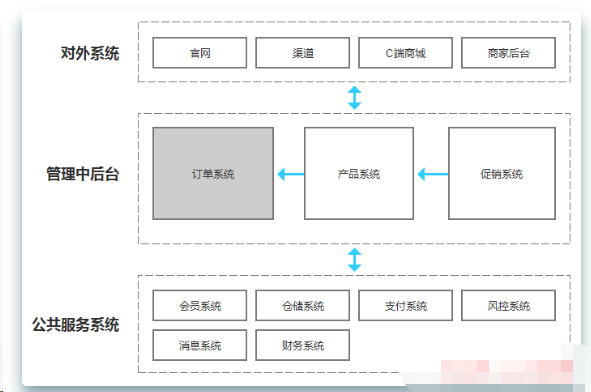 对外系统
官网
渠道
C端商城
商家后台
管理中后台
订单系统
产品系统
促销系统
公共服务系统
会员系统
仓储系统
支付系统
风控系统
消息系统
财务系统